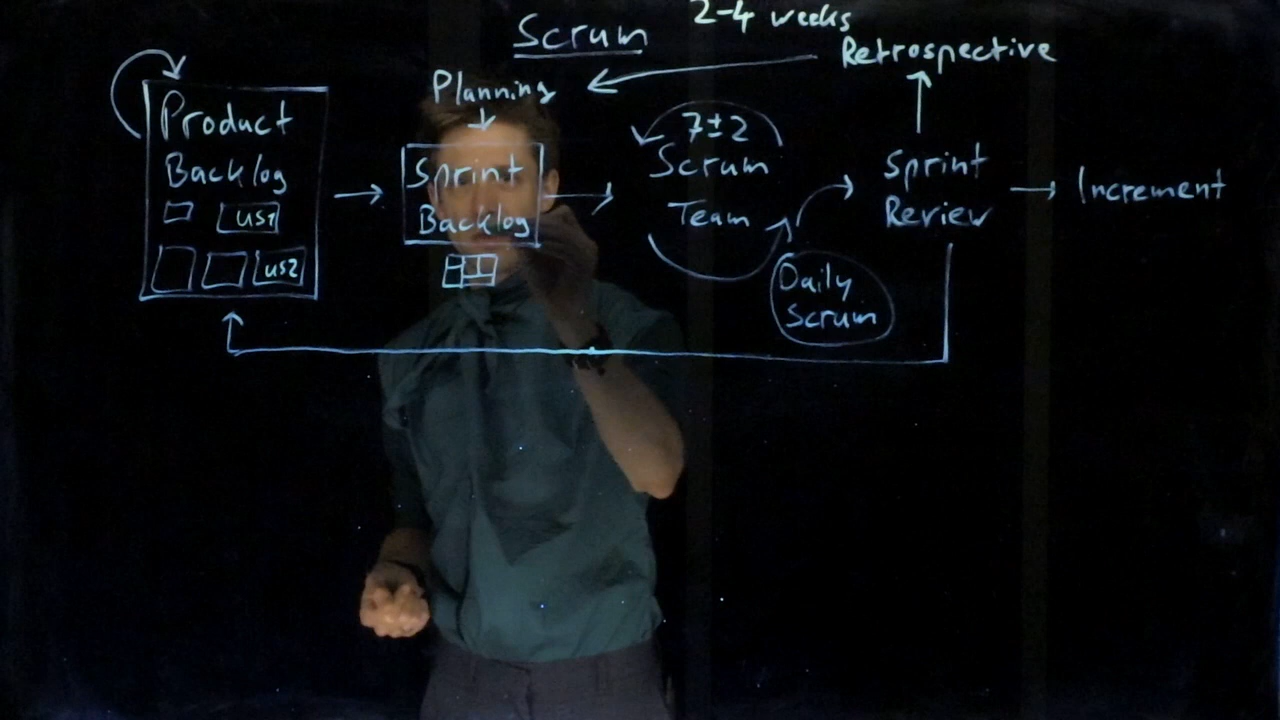 2-4 weeks
Scrum
Retrospective
Planning
Product
Backlog
US1
US2
Sprint
Backlog
7±2
Scrum
Team
Daily
Scrum
Sprint
Review
Increment